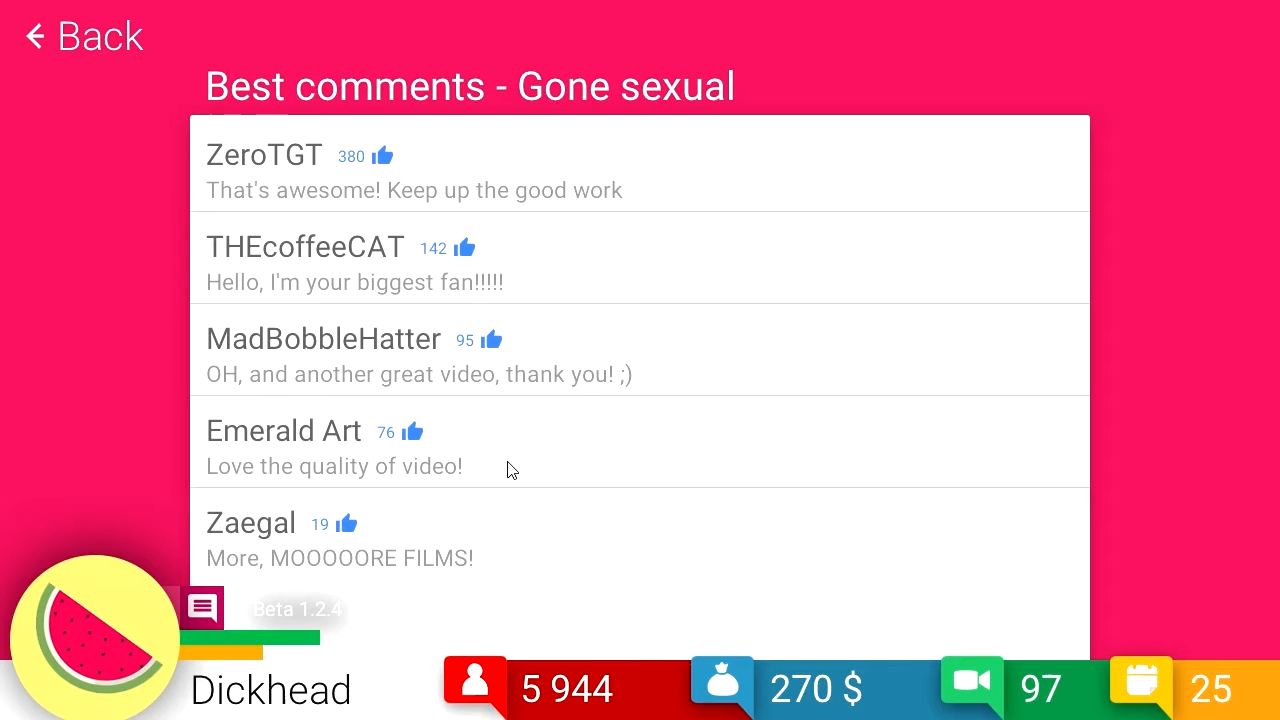 Back
Best comments - Gone sexual
ZeroTGT 380
That's awesome! Keep up the good work
THEcoffeeCAT 142
Hello, I'm your biggest fan!!!!!
MadBobbleHatter 95
OH, and another great video, thank you! ;)
Emerald Art 76
Love the quality of video!
Zaegal 19
More, MOOOOORE FILMS!
Beta 1.2.4
Dickhead
5 944
270 $
97
25